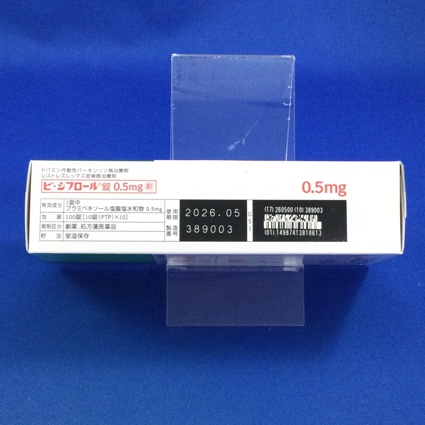 ドパミン作動性パーキンソン病治療剤
レストレスレッグス症候群治療剤
ビ・シフロール®錠 0.5mg 劇
0.5mg
有効成分 1錠中
プラミペキソール塩酸塩水和物 0.5mg
包装 100錠[10錠(PTP)×10]
規制区分 劇薬、処方箋医薬品
貯法 室温保存
使用期限 2026.05
製造番号 389003
GS1
(17)260500(10)389003
(01)14987413810613